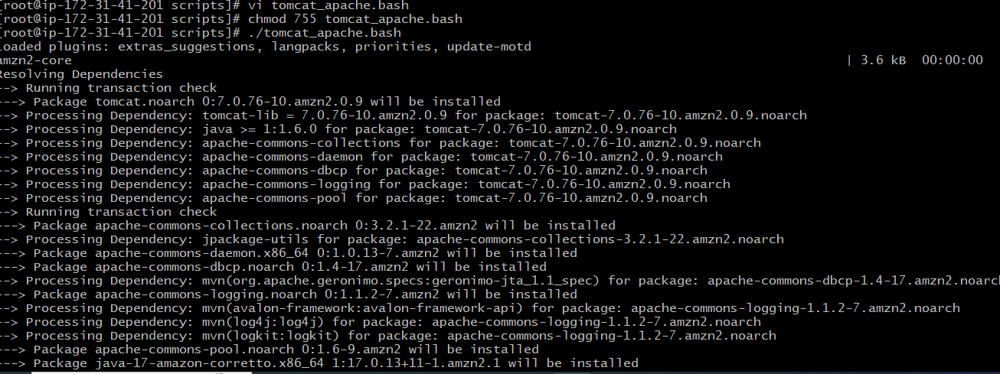 [root@ip-172-31-41-201 scripts]# vi tomcat_apache.bash
[root@ip-172-31-41-201 scripts]# chmod 755 tomcat_apache.bash
[root@ip-172-31-41-201 scripts]# ./tomcat_apache.bash
Loaded plugins: extras_suggestions, langpacks, priorities, update-motd
amzn2-core | 3.6 kB 00:00:00
Resolving Dependencies
--> Running transaction check
---> Package tomcat.noarch 0:7.0.76-10.amzn2.0.9 will be installed
--> Processing Dependency: tomcat-lib = 7.0.76-10.amzn2.0.9 for package: tomcat-7.0.76-10.amzn2.0.9.noarch
--> Processing Dependency: java >= 1:1.6.0 for package: tomcat-7.0.76-10.amzn2.0.9.noarch
--> Processing Dependency: apache-commons-collections for package: tomcat-7.0.76-10.amzn2.0.9.noarch
--> Processing Dependency: apache-commons-daemon for package: tomcat-7.0.76-10.amzn2.0.9.noarch
--> Processing Dependency: apache-commons-dbcp for package: tomcat-7.0.76-10.amzn2.0.9.noarch
--> Processing Dependency: apache-commons-logging for package: tomcat-7.0.76-10.amzn2.0.9.noarch
--> Processing Dependency: apache-commons-pool for package: tomcat-7.0.76-10.amzn2.0.9.noarch
--> Running transaction check
---> Package apache-commons-collections.noarch 0:3.2.1-22.amzn2 will be installed
--> Processing Dependency: jpackage-utils for package: apache-commons-collections-3.2.1-22.amzn2.noarch
---> Package apache-commons-daemon.x86_64 0:1.0.13-7.amzn2 will be installed
---> Package apache-commons-dbcp.noarch 0:1.4-17.amzn2 will be installed
--> Processing Dependency: mvn(org.apache.geronimo.specs:geronimo-jta_1.1_spec) for package: apache-commons-dbcp-1.4-17.amzn2.noarch
---> Package apache-commons-logging.noarch 0:1.1.2-7.amzn2 will be installed
--> Processing Dependency: mvn(avalon-framework:avalon-framework-api) for package: apache-commons-logging-1.1.2-7.amzn2.noarch
--> Processing Dependency: mvn(log4j:log4j) for package: apache-commons-logging-1.1.2-7.amzn2.noarch
--> Processing Dependency: mvn(logkit:logkit) for package: apache-commons-logging-1.1.2-7.amzn2.noarch
---> Package apache-commons-pool.noarch 0:1.6-9.amzn2 will be installed
---> Package java-17-amazon-corretto.x86_64 1:17.0.13+11-1.amzn2.1 will be installed